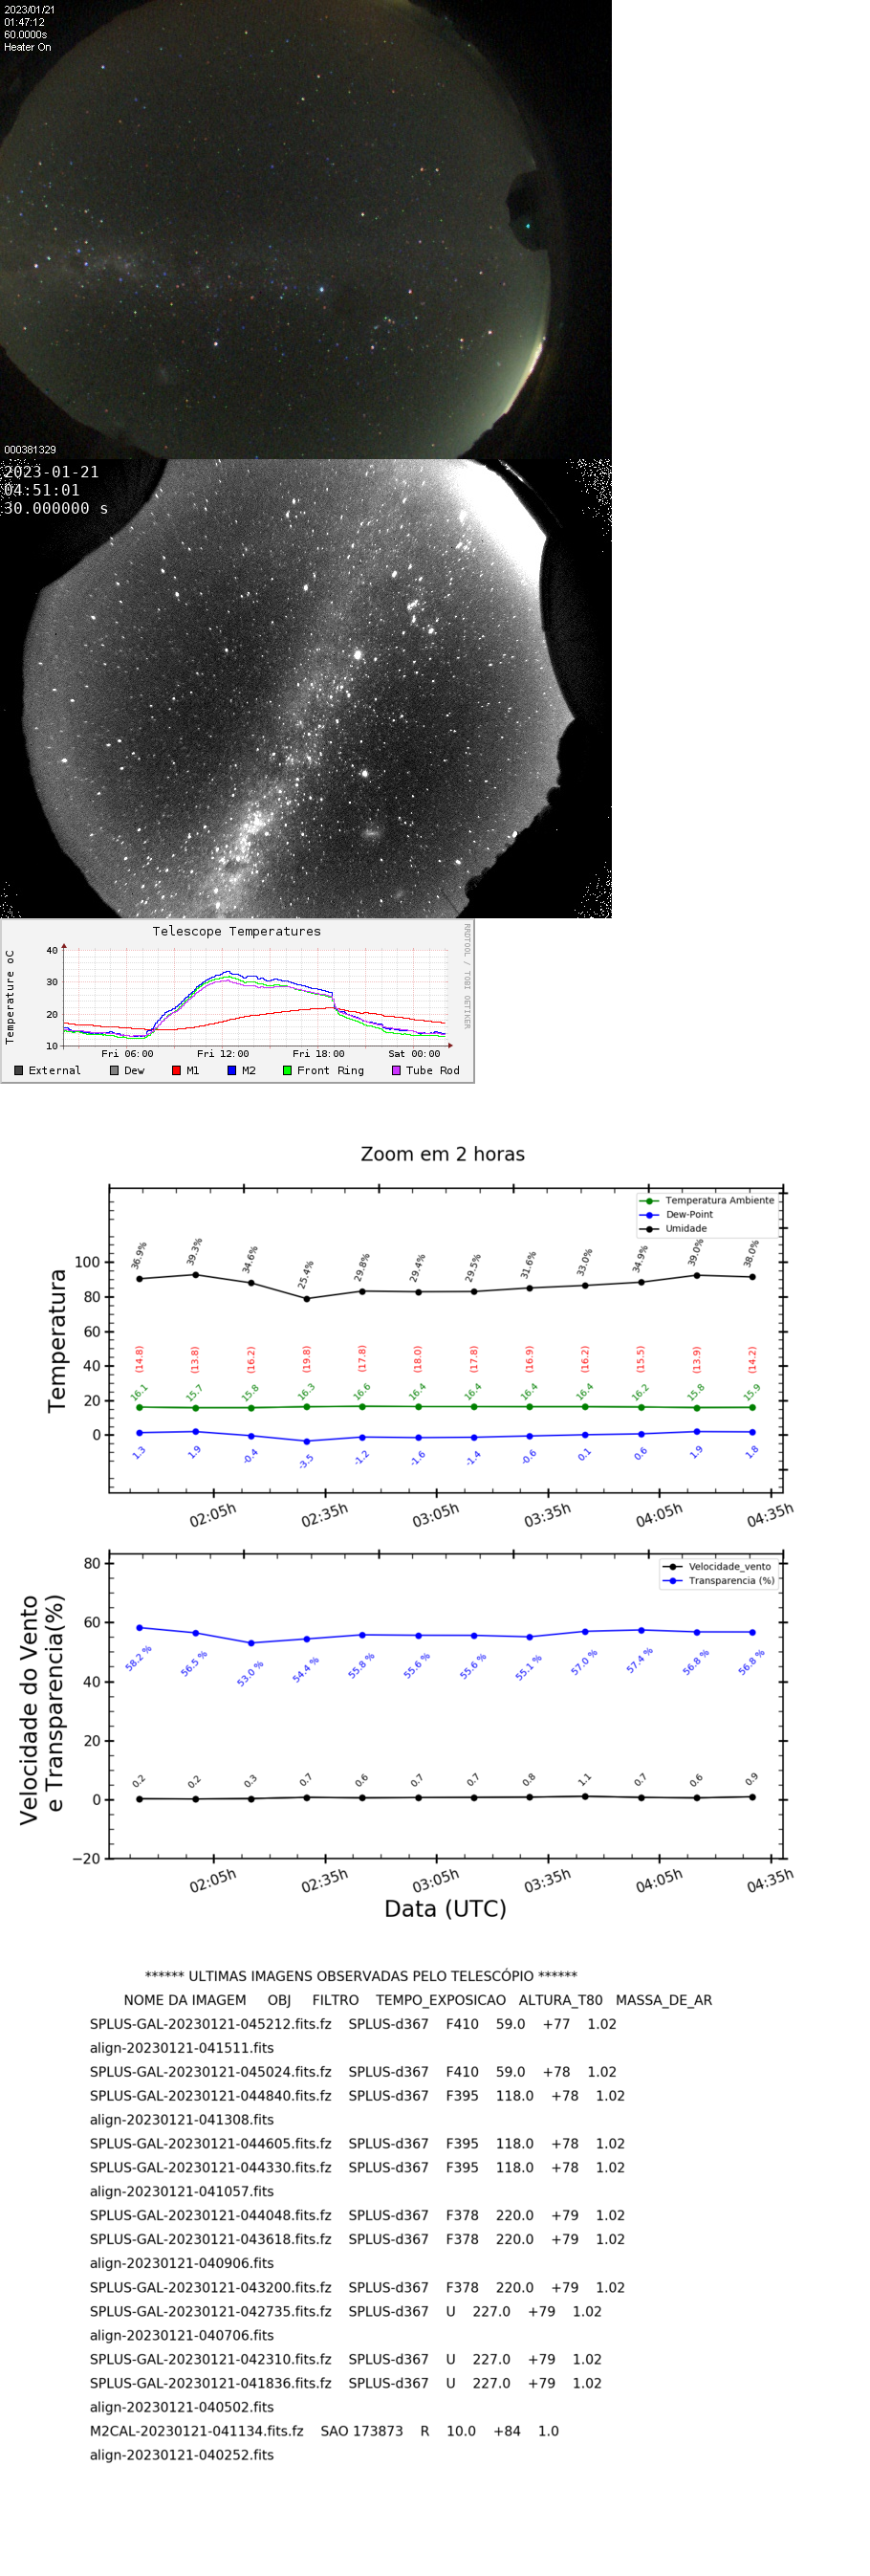 2023/01/21
01:47:12
60.0000s
Heater On
000381329
2023-01-21
04:51:01
30.000000 s
Telescope Temperatures
RRDTOOL / TOBI OETIKER
Temperature oC
40
30
20
10
Fri 06:00 Fri 12:00 Fri 18:00 Sat 00:00
External Dew M1 M2 Front Ring Tube Rod
Zoom em 2 horas
Temperatura Ambiente
Dew-Point
Umidade
Temperatura
100
80
60
40
20
0
36.9% 39.3% 34.6% 25.4% 29.8% 29.4% 29.5% 31.6% 33.0% 34.9% 39.0% 38.0%
(14.8) (13.8) (16.2) (19.8) (17.8) (18.0) (17.8) (16.9) (16.2) (15.5) (13.9) (14.2)
16.1 15.7 15.8 16.3 16.6 16.4 16.4 16.4 16.4 16.2 15.8 15.9
1.3 1.9 -0.4 -3.5 -1.2 -1.6 -1.4 -0.6 0.1 0.6 1.9 1.8
02:05h 02:35h 03:05h 03:35h 04:05h 04:35h
Velocidade_vento
Transparencia (%)
Velocidade do Vento
e Transparencia(%)
80
60
40
20
0
−20
58.2 % 56.5 % 53.0 % 54.4 % 55.8 % 55.6 % 55.6 % 55.1 % 57.0 % 57.4 % 56.8 % 56.8 %
0.2 0.2 0.3 0.7 0.6 0.7 0.7 0.8 1.1 0.7 0.6 0.9
02:05h 02:35h 03:05h 03:35h 04:05h 04:35h
Data (UTC)
****** ULTIMAS IMAGENS OBSERVADAS PELO TELESCÓPIO ******
NOME DA IMAGEM OBJ FILTRO TEMPO_EXPOSICAO ALTURA_T80 MASSA_DE_AR
SPLUS-GAL-20230121-045212.fits.fz SPLUS-d367 F410 59.0 +77 1.02
align-20230121-041511.fits
SPLUS-GAL-20230121-045024.fits.fz SPLUS-d367 F410 59.0 +78 1.02
SPLUS-GAL-20230121-044840.fits.fz SPLUS-d367 F395 118.0 +78 1.02
align-20230121-041308.fits
SPLUS-GAL-20230121-044605.fits.fz SPLUS-d367 F395 118.0 +78 1.02
SPLUS-GAL-20230121-044330.fits.fz SPLUS-d367 F395 118.0 +78 1.02
align-20230121-041057.fits
SPLUS-GAL-20230121-044048.fits.fz SPLUS-d367 F378 220.0 +79 1.02
SPLUS-GAL-20230121-043618.fits.fz SPLUS-d367 F378 220.0 +79 1.02
align-20230121-040906.fits
SPLUS-GAL-20230121-043200.fits.fz SPLUS-d367 F378 220.0 +79 1.02
SPLUS-GAL-20230121-042735.fits.fz SPLUS-d367 U 227.0 +79 1.02
align-20230121-040706.fits
SPLUS-GAL-20230121-042310.fits.fz SPLUS-d367 U 227.0 +79 1.02
SPLUS-GAL-20230121-041836.fits.fz SPLUS-d367 U 227.0 +79 1.02
align-20230121-040502.fits
M2CAL-20230121-041134.fits.fz SAO 173873 R 10.0 +84 1.0
align-20230121-040252.fits